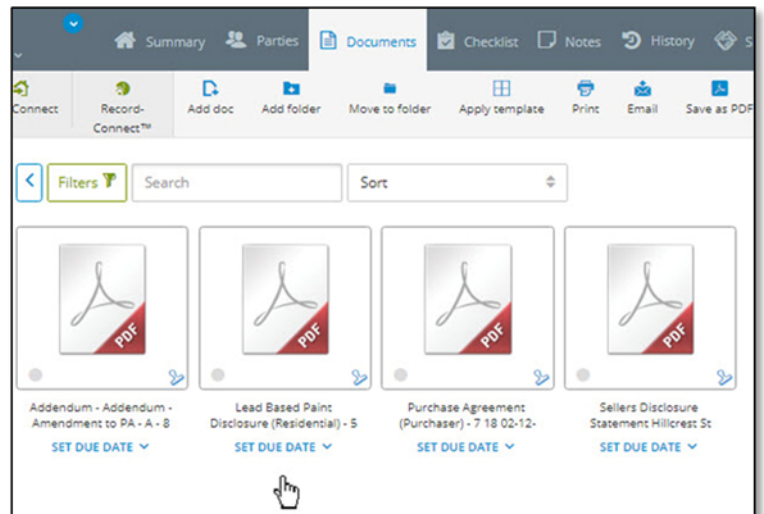 Summary Parties Documents Checklist Notes History S
Connect Record- Add doc Add folder Move to folder Apply template Print Email Save as PDF
Connect™
Filters Search Sort
PDF PDF PDF PDF
Addendum - Addendum - Lead Based Paint Purchase Agreement Sellers Disclosure
Amendment to PA - A - 8 Disclosure (Residential) - 5 (Purchaser) - 7 18 02-12- Statement Hillcrest St
SET DUE DATE SET DUE DATE SET DUE DATE SET DUE DATE